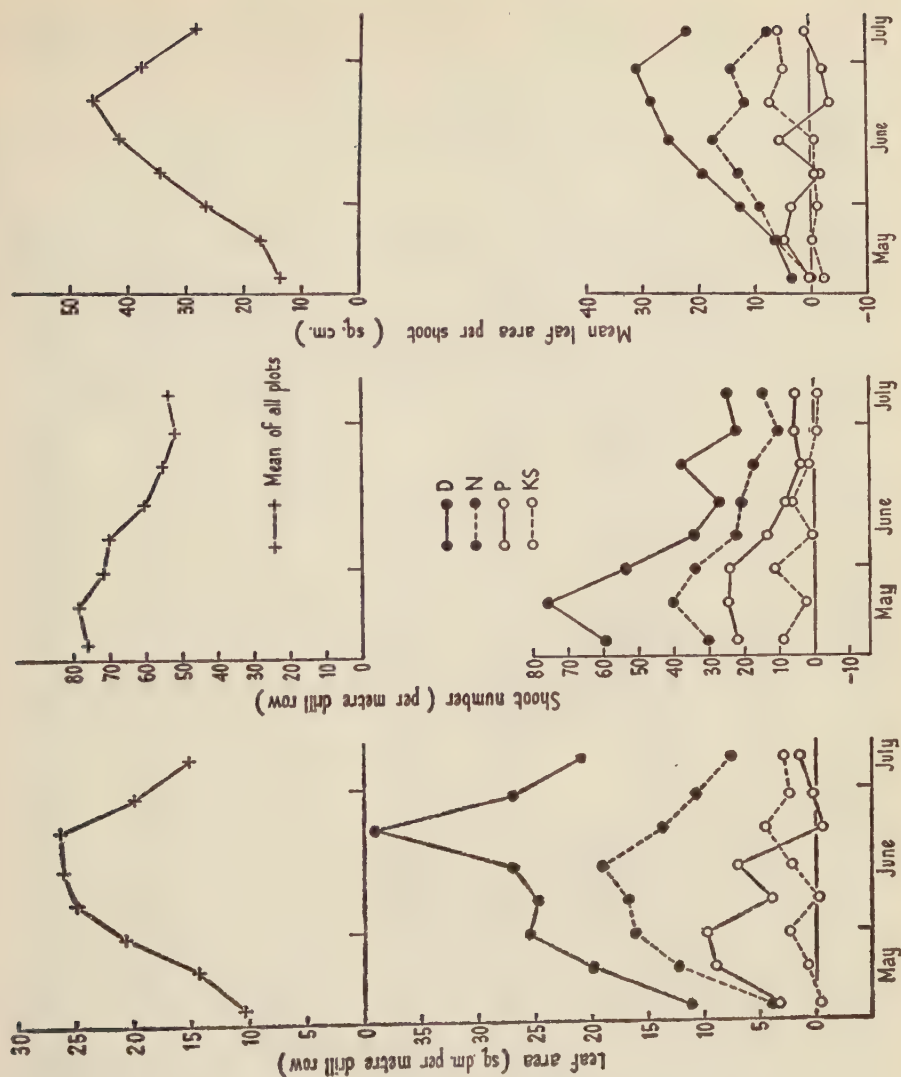 30
25
20
15
10
5
0
35
30
25
20
15
10
5
0
Leaf area (sq. dm. per metre drill row)
May
June
July
80
70
60
50
40
30
20
10
0
80
70
60
50
40
30
20
10
0
-10
Shoot number (per metre drill row)
May
June
July
Mean of all plots
D
N
P
KS
50
40
30
20
10
0
40
30
20
10
0
-10
Mean leaf area per shoot (sq. cm.)
May
June
July